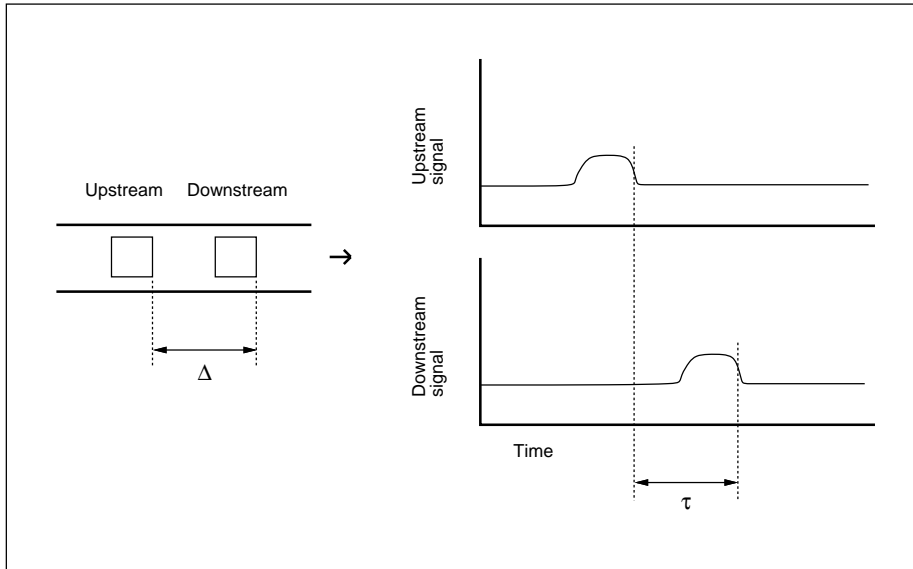 Upstream Downstream
Δ
Upstream
signal
Downstream
signal
Time
τ